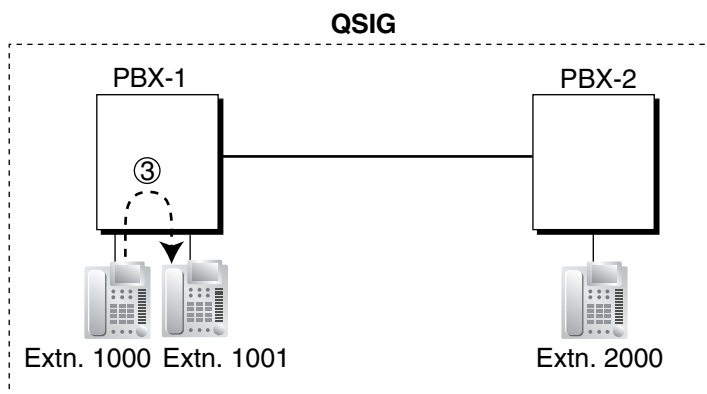 QSIG
PBX-1
PBX-2
③
Extn. 1000
Extn. 1001
Extn. 2000